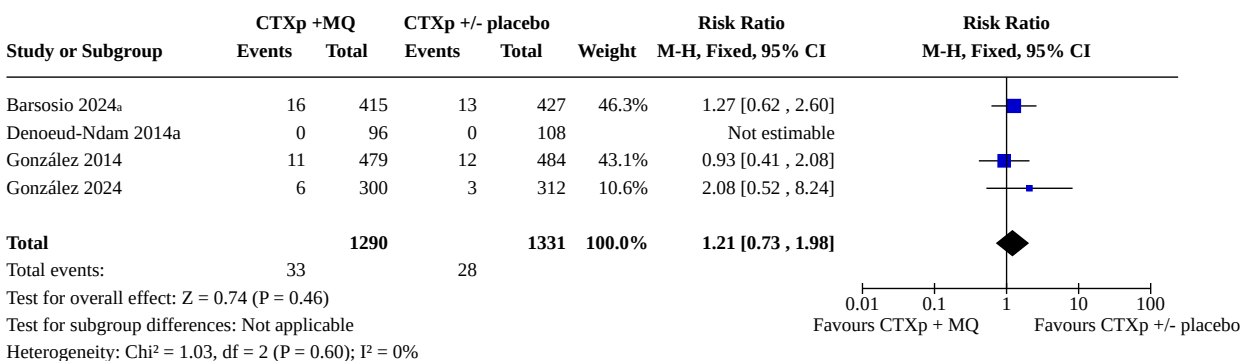 CTXp +MQ CTXp +/- placebo Risk Ratio Risk Ratio
Study or Subgroup Events Total Events Total Weight M-H, Fixed, 95% CI M-H, Fixed, 95% CI
Barsosio 2024a 16 415 13 427 46.3% 1.27 [0.62 , 2.60]
Denoeud-Ndam 2014a 0 96 0 108 Not estimable
González 2014 11 479 12 484 43.1% 0.93 [0.41 , 2.08]
González 2024 6 300 3 312 10.6% 2.08 [0.52 , 8.24]
Total 1290 1331 100.0% 1.21 [0.73 , 1.98]
Total events: 33 28
Test for overall effect: Z = 0.74 (P = 0.46)
0.01 0.1 1 10 100
Test for subgroup differences: Not applicable Favours CTXp + MQ Favours CTXp +/- placebo
Heterogeneity: Chi² = 1.03, df = 2 (P = 0.60); I² = 0%